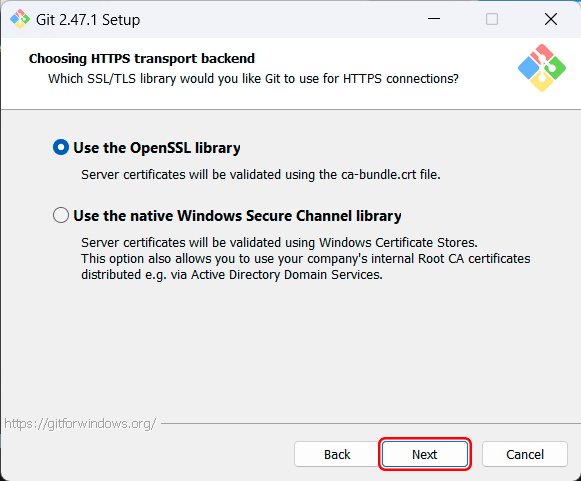 Git 2.47.1 Setup
Choosing HTTPS transport backend
Which SSL/TLS library would you like Git to use for HTTPS connections?
Use the OpenSSL library
Server certificates will be validated using the ca-bundle.crt file.
Use the native Windows Secure Channel library
Server certificates will be validated using Windows Certificate Stores.
This option also allows you to use your company's internal Root CA certificates
distributed e.g. via Active Directory Domain Services.
https://gitforwindows.org/
Back
Next
Cancel